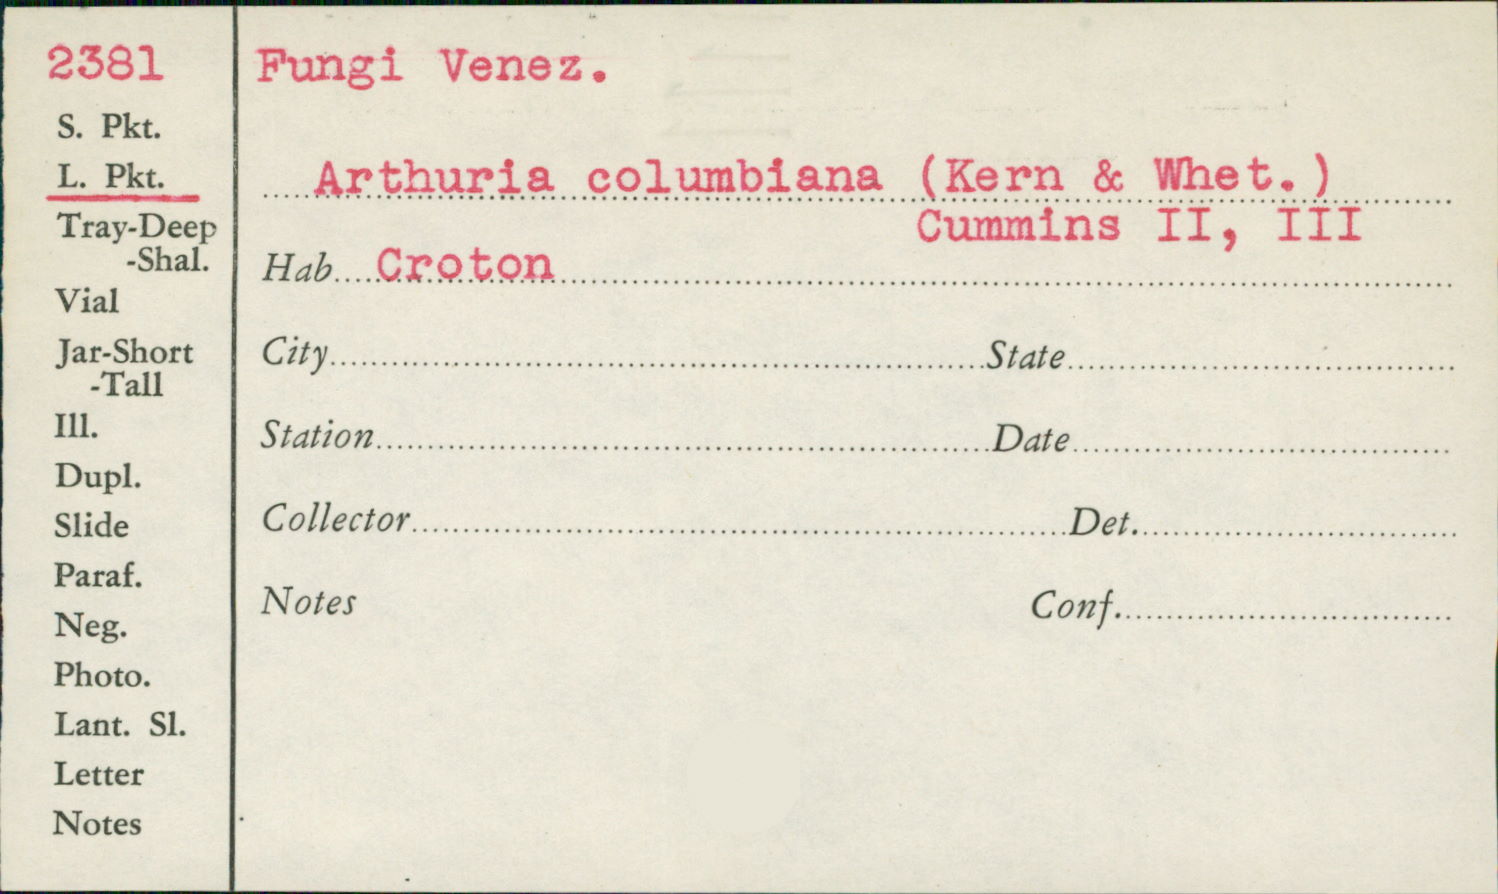 2381
S. Pkt.
L. Pkt.
Tray-Deep
-Shal.
Vial
Jar-Short
-Tall
Ill.
Dupl.
Slide
Paraf.
Neg.
Photo.
Lant. Sl.
Letter
Notes
Fungi Venez.
Arthuria columbiana (Kern & Whet.)
Cummins II, III
Hab. Croton
City State
Station Date
Collector Det.
Notes Conf.